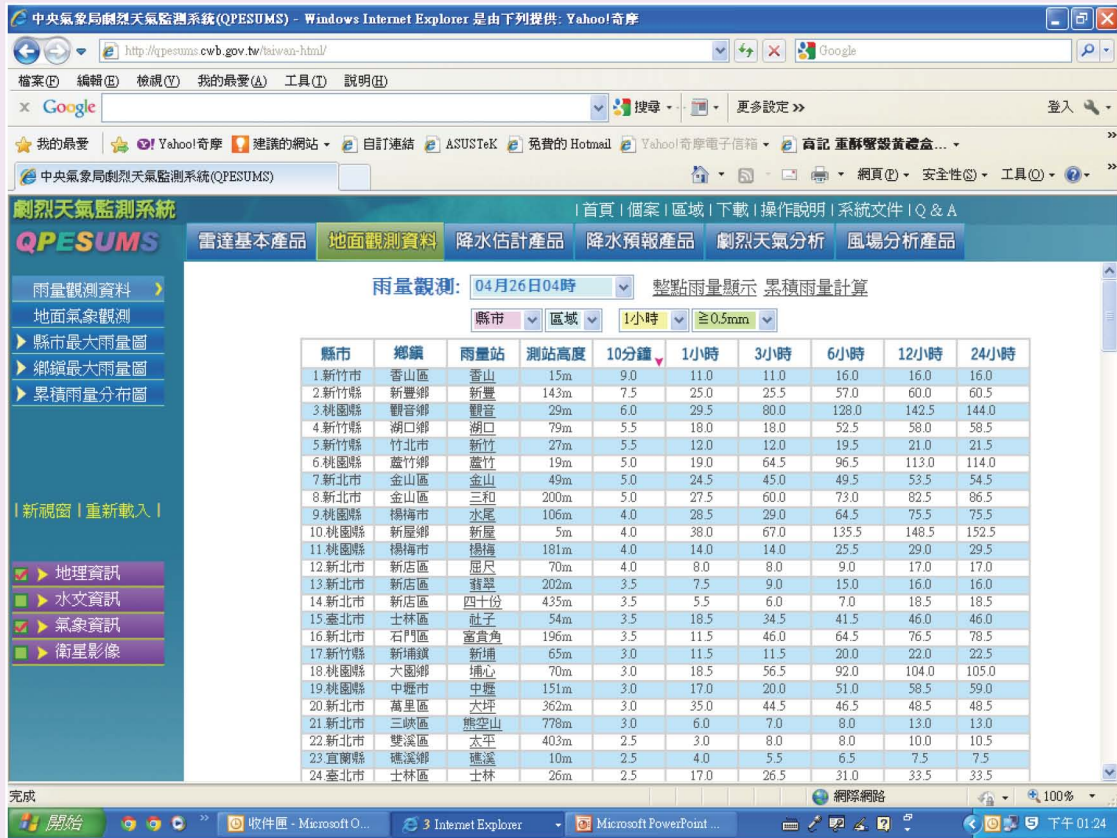 中央氣象局劇烈天氣監測系統(QPESUMS) - Windows Internet Explorer 是由下列提供: Yahoo!奇摩
http://qpesums.cwb.gov.tw/taiwan-html/
Google
檔案(F) 編輯(E) 檢視(V) 我的最愛(A) 工具(T) 說明(H)
x Google 搜尋 更多設定 >> 登入
我的最愛 Yahoo!奇摩 建議的網站 自訂連結 ASUSTeK 免費的 Hotmail Yahoo!奇摩電子信箱 高記 重酥蟹殼黃禮盒...
中央氣象局劇烈天氣監測系統(QPESUMS) 網頁(P) 安全性(S) 工具(O)
劇烈天氣監測系統 | 首頁 | 個案 | 區域 | 下載 | 操作說明 | 系統文件 | Q & A
QPESUMS 雷達基本產品 地面觀測資料 降水估計產品 降水預報產品 劇烈天氣分析 風場分析產品
雨量觀測資料
地面氣象觀測
縣市最大雨量圖
鄉鎮最大雨量圖
累積雨量分布圖
| 新視窗 | 重新載入 |
地理資訊
水文資訊
氣象資訊
衛星影像
雨量觀測: 04月26日04時 整點雨量顯示 累積雨量計算
縣市 區域 1小時 ≧0.5mm
縣市 鄉鎮 雨量站 測站高度 10分鐘 1小時 3小時 6小時 12小時 24小時
1.新竹市 香山區 香山 15m 9.0 11.0 11.0 16.0 16.0 16.0
2.新竹縣 新豐鄉 新豐 143m 7.5 25.0 25.5 57.0 60.0 60.5
3.桃園縣 觀音鄉 觀音 29m 6.0 29.5 80.0 128.0 142.5 144.0
4.新竹縣 湖口鄉 湖口 79m 5.5 18.0 18.0 52.5 58.0 58.5
5.新竹縣 竹北市 新竹 27m 5.5 12.0 12.0 19.5 21.0 21.5
6.桃園縣 蘆竹鄉 蘆竹 19m 5.0 19.0 64.5 96.5 113.0 114.0
7.新北市 金山區 金山 49m 5.0 24.5 45.0 49.5 53.5 54.5
8.新北市 金山區 三和 200m 5.0 27.5 60.0 73.0 82.5 86.5
9.桃園縣 楊梅市 水尾 106m 4.0 28.5 29.0 64.5 75.5 75.5
10.桃園縣 新屋鄉 新屋 5m 4.0 38.0 67.0 135.5 148.5 152.5
11.桃園縣 楊梅市 楊梅 181m 4.0 14.0 14.0 25.5 29.0 29.5
12.新北市 新店區 屈尺 70m 4.0 8.0 8.0 9.0 17.0 17.0
13.新北市 新店區 翡翠 202m 3.5 7.5 9.0 15.0 16.0 16.0
14.新北市 新店區 四十份 435m 3.5 5.5 6.0 7.0 18.5 18.5
15.臺北市 士林區 社子 54m 3.5 18.5 34.5 41.5 46.0 46.0
16.新北市 石門區 富貴角 196m 3.5 11.5 46.0 64.5 76.5 78.5
17.新竹縣 新埔鎮 新埔 65m 3.0 11.5 11.5 20.0 22.0 22.5
18.桃園縣 大園鄉 埔心 70m 3.0 18.5 56.5 92.0 104.0 105.0
19.桃園縣 中壢市 中壢 151m 3.0 17.0 20.0 51.0 58.5 59.0
20.新北市 萬里區 大坪 362m 3.0 35.0 44.5 46.5 48.5 48.5
21.新北市 三峽區 熊空山 778m 3.0 6.0 7.0 8.0 13.0 13.0
22.新北市 雙溪區 太平 403m 2.5 3.0 8.0 8.0 10.0 10.5
23.宜蘭縣 礁溪鄉 礁溪 10m 2.5 4.0 5.5 6.5 7.5 7.5
24.臺北市 士林區 士林 26m 2.5 17.0 26.5 31.0 33.5 33.5
完成 網際網路 100%
開始 收件匣 - Microsoft O... 3 Internet Explorer Microsoft PowerPoint ... 下午 01:24